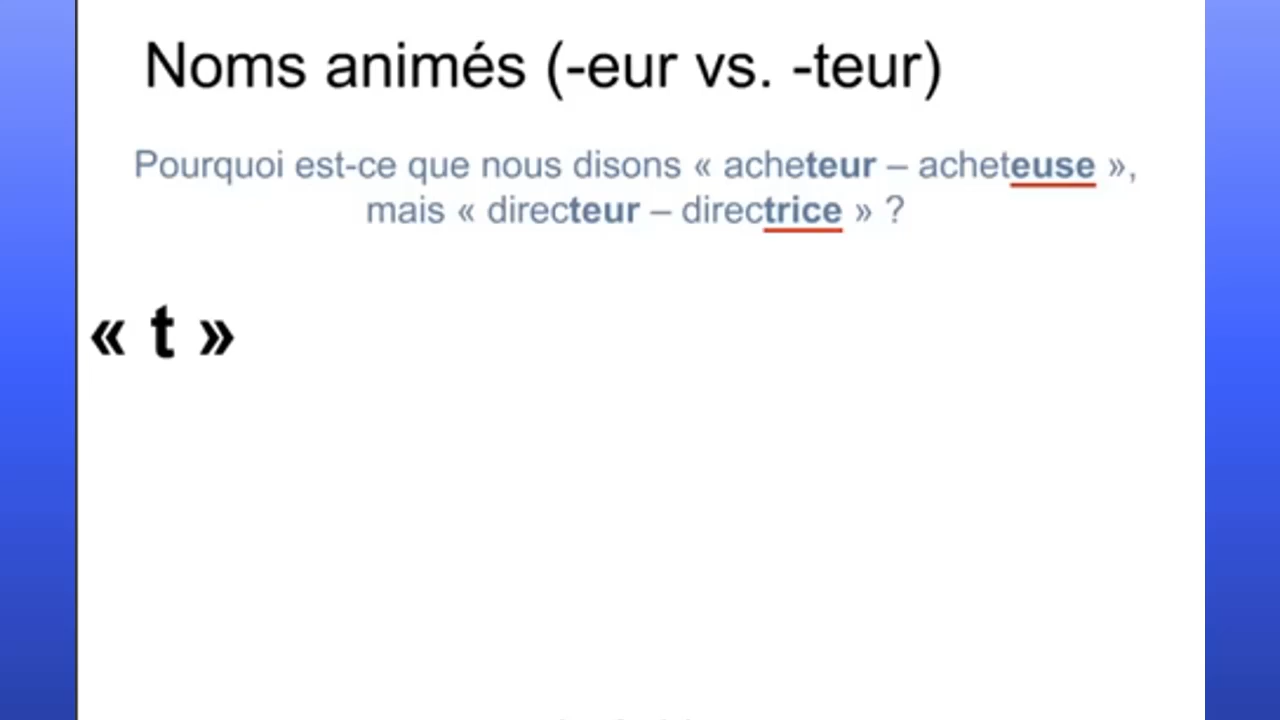 Noms animés (-eur vs. -teur)
Pourquoi est-ce que nous disons « acheteur – acheteuse »,
mais « directeur – directrice » ?
« t »